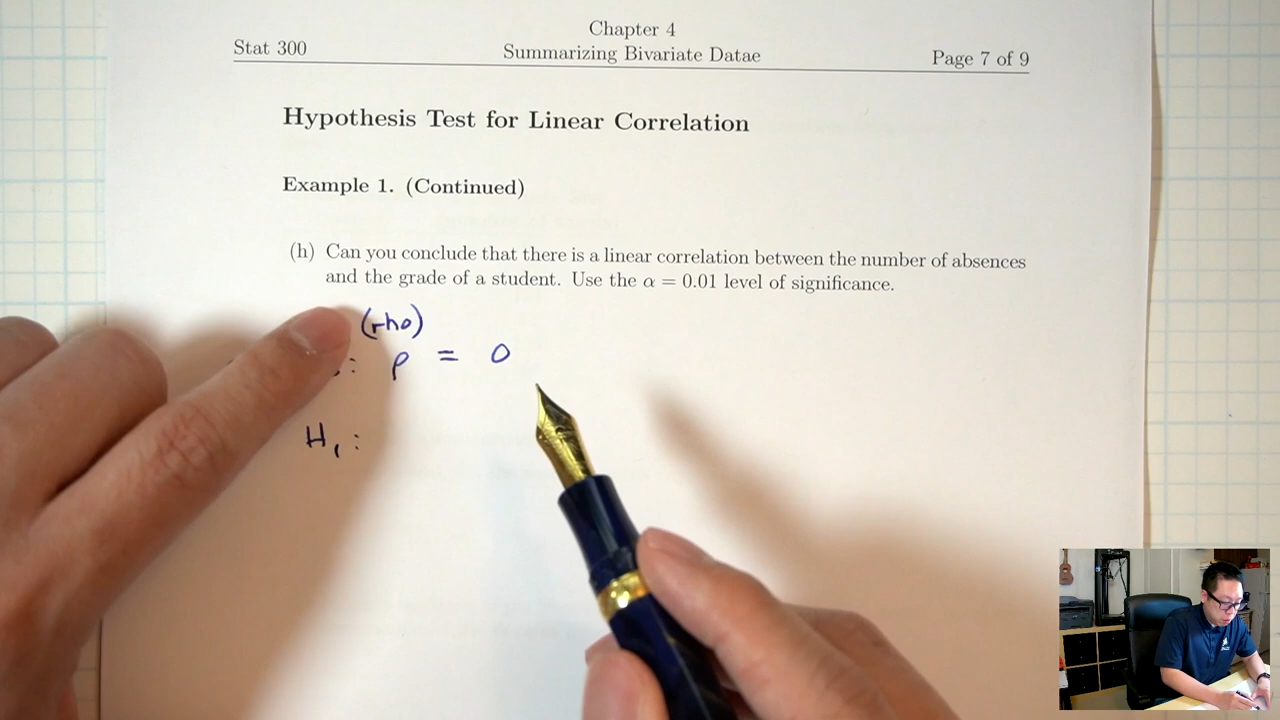 Chapter 4
Stat 300 Summarizing Bivariate Datae Page 7 of 9
Hypothesis Test for Linear Correlation
Example 1. (Continued)
(h) Can you conclude that there is a linear correlation between the number of absences
and the grade of a student. Use the α = 0.01 level of significance.
(rho)
: ρ = 0
H₁: